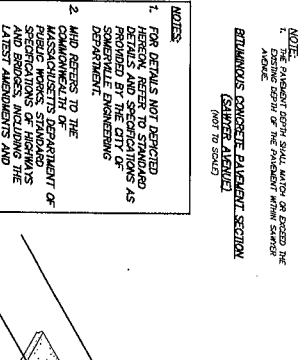 NOTE:
1. THE PAVEMENT DEPTH SHALL MATCH OR EXCEED THE
EXISTING DEPTH OF THE PAVEMENT WITHIN SAWYER
AVENUE.
BITUMINOUS CONCRETE PAVEMENT SECTION
(SAWYER AVENUE)
(NOT TO SCALE)
NOTES:
1. FOR DETAILS NOT DEPICTED
HEREON, REFER TO STANDARD
DETAILS AND SPECIFICATIONS AS
PROVIDED BY THE CITY OF
SOMERVILLE ENGINEERING
DEPARTMENT.
2. MHD REFERS TO THE
COMMONWEALTH OF
MASSACHUSETTS DEPARTMENT OF
PUBLIC WORKS, STANDARD
SPECIFICATIONS OF HIGHWAYS
AND BRIDGES, INCLUDING THE
LATEST AMENDMENTS AND